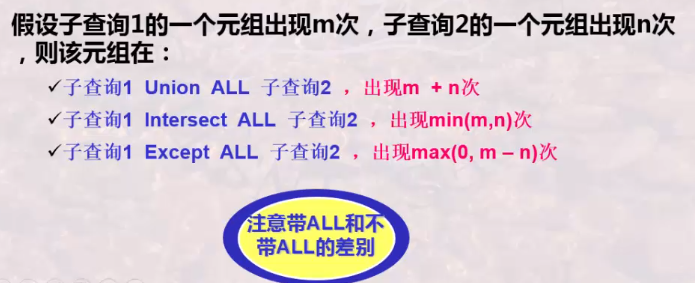 假设子查询1的一个元组出现m次，子查询2的一个元组出现n次
，则该元组在：
✓子查询1 Union ALL 子查询2 ，出现m + n次
✓子查询1 Intersect ALL 子查询2 ，出现min(m,n)次
✓子查询1 Except ALL 子查询2 ，出现max(0, m – n)次
注意带ALL和不
带ALL的差别